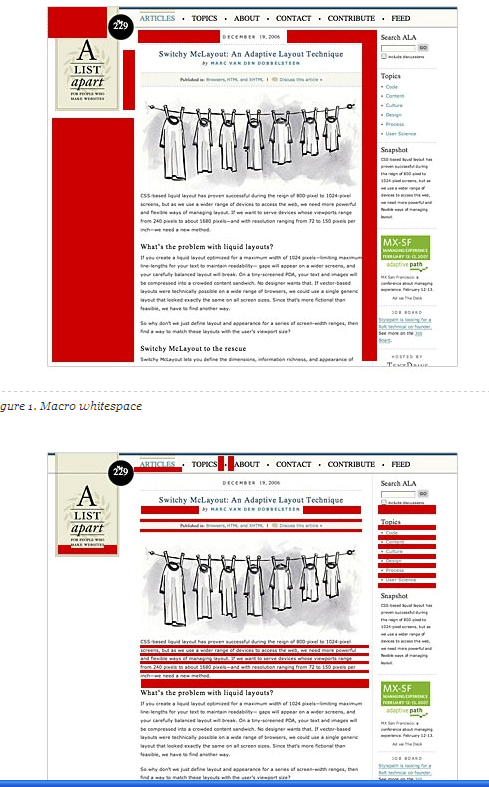 ARTICLES • TOPICS • ABOUT • CONTACT • CONTRIBUTE • FEED
No 229
A LIST apart
FOR PEOPLE WHO
MAKE WEBSITES
DECEMBER 19, 2006
Switchy McLayout: An Adaptive Layout Technique
by MARC VAN DEN DOBBELSTEEN
Published in: Browsers, HTML and XHTML | Discuss this article »
CSS-based liquid layout has proven successful during the reign of 800-pixel to 1024-pixel
screens, but as we use a wider range of devices to access the web, we need more powerful
and flexible ways of managing layout. If we want to serve devices whose viewports range
from 240 pixels to about 1680 pixels—and with resolution ranging from 72 to 150 pixels per
inch—we need a new method.
What's the problem with liquid layouts?
If you create a liquid layout optimized for a maximum width of 1024 pixels—limiting maximum
line-lengths for your text to maintain readability— gaps will appear on a wider screens, and
your carefully balanced layout will break. On a tiny-screened PDA, your text and images will
be compressed into a crowded content sandwich. No designer wants that. If vector-based
layouts were technically possible on a wide range of browsers, we could use a single generic
layout that looked exactly the same on all screen sizes. Since that's more fictional than
feasible, we have to find another way.
So why don't we just define layout and appearance for a series of screen-width ranges, then
find a way to match these layouts with the user's viewport size?
Switchy McLayout to the rescue
Switchy McLayout lets you define the dimensions, information richness, and appearance of
Search ALA
GO
include discussions
Topics
• Code
• Content
• Culture
• Design
• Process
• User Science
Snapshot
CSS-based liquid layout has
proven successful during the
reign of 800-pixel to
1024-pixel screens, but as
we use a wider range of
devices to access the web,
we need more powerful and
flexible ways of managing
layout.
MX-SF
MANAGING EXPERIENCE
FEBRUARY 12-13, 2007
adaptive path
MX San Francisco: a
conference about managing
experience. February 12-13.
Ad via The Deck
JOB BOARD
Stylepath is looking for a
RoR technical co-founder.
See more on the Job
Board.
HOSTED BY
gure 1. Macro whitespace
ARTICLES • TOPICS • ABOUT • CONTACT • CONTRIBUTE • FEED
No 229
A LIST apart
FOR PEOPLE WHO
MAKE WEBSITES
DECEMBER 19, 2006
Switchy McLayout: An Adaptive Layout Technique
by MARC VAN DEN DOBBELSTEEN
Published in: Browsers, HTML and XHTML | Discuss this article »
CSS-based liquid layout has proven successful during the reign of 800-pixel to 1024-pixel
screens, but as we use a wider range of devices to access the web, we need more powerful
and flexible ways of managing layout. If we want to serve devices whose viewports range
from 240 pixels to about 1680 pixels—and with resolution ranging from 72 to 150 pixels per
inch—we need a new method.
What's the problem with liquid layouts?
If you create a liquid layout optimized for a maximum width of 1024 pixels—limiting maximum
line-lengths for your text to maintain readability— gaps will appear on a wider screens, and
your carefully balanced layout will break. On a tiny-screened PDA, your text and images will
be compressed into a crowded content sandwich. No designer wants that. If vector-based
layouts were technically possible on a wide range of browsers, we could use a single generic
layout that looked exactly the same on all screen sizes. Since that's more fictional than
feasible, we have to find another way.
So why don't we just define layout and appearance for a series of screen-width ranges, then
find a way to match these layouts with the user's viewport size?
Search ALA
GO
include discussions
Topics
• Code
• Content
• Culture
• Design
• Process
• User Science
Snapshot
CSS-based liquid layout has
proven successful during the
reign of 800-pixel to
1024-pixel screens, but as
we use a wider range of
devices to access the web,
we need more powerful and
flexible ways of managing
layout.
MX-SF
MANAGING EXPERIENCE
FEBRUARY 12-13, 2007
adaptive path
MX San Francisco: a
conference about managing
experience. February 12-13.
Ad via The Deck
JOB BOARD
Stylepath is looking for a
RoR technical co-founder.